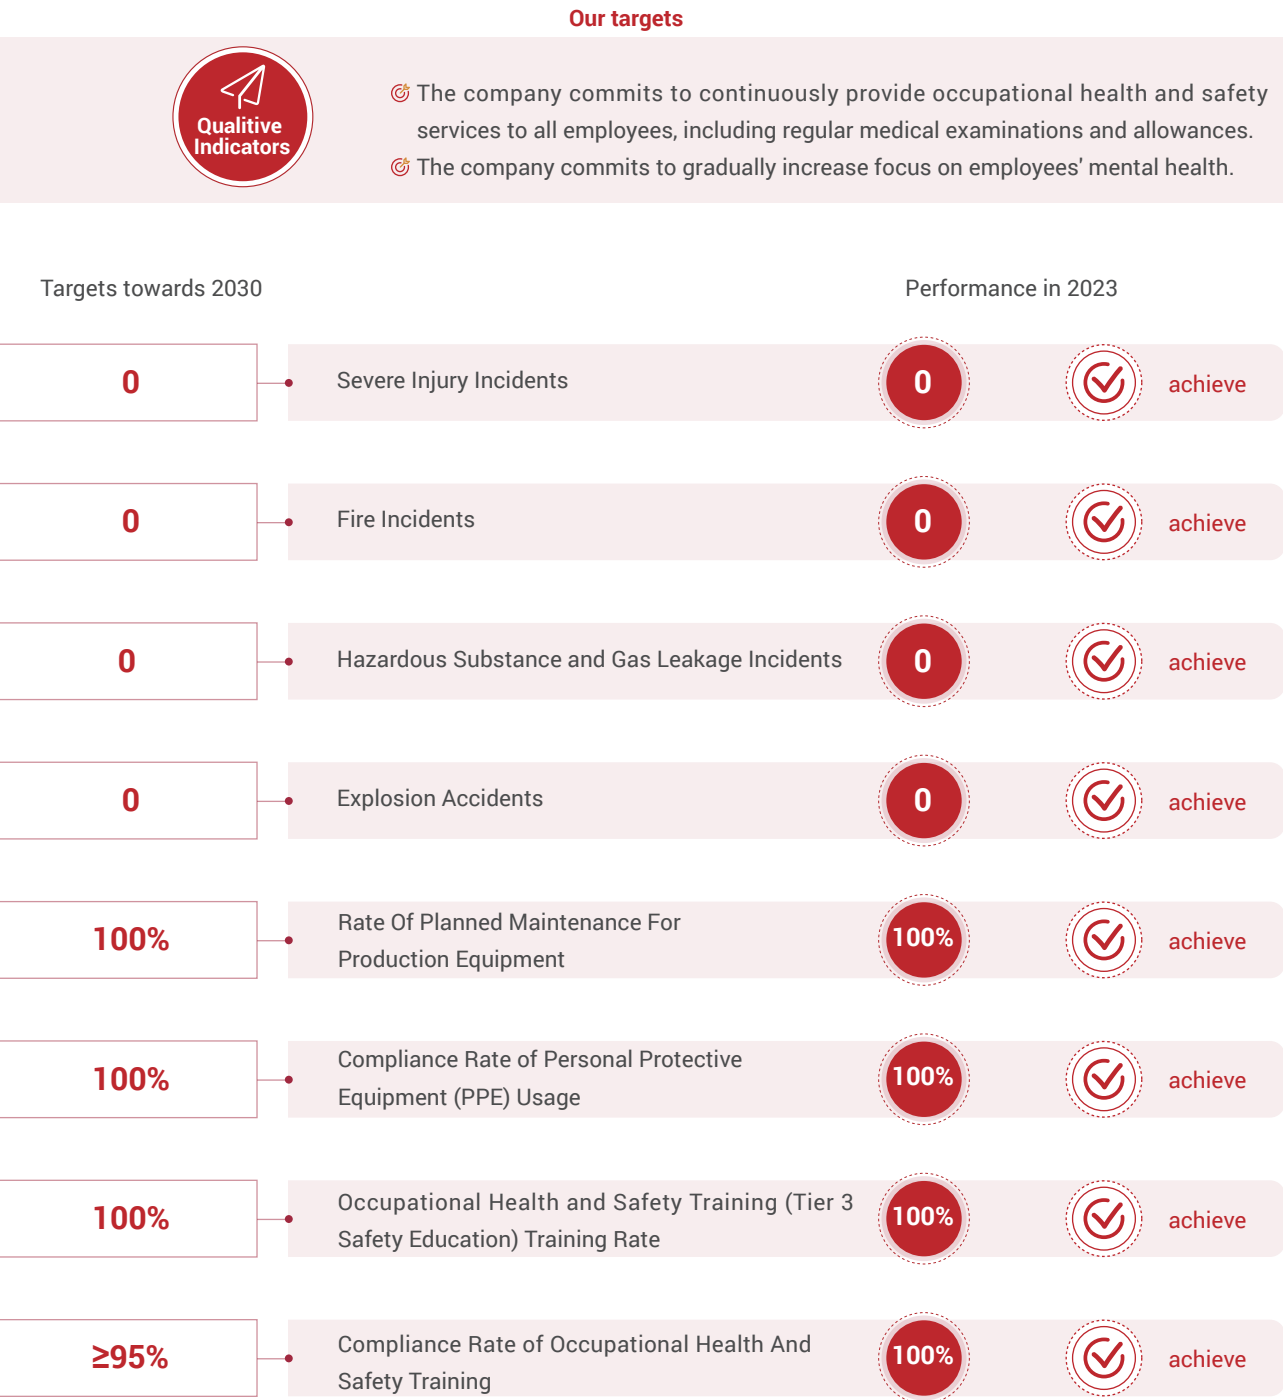 Our targets
Qualitive
Indicators
The company commits to continuously provide occupational health and safety
services to all employees, including regular medical examinations and allowances.
The company commits to gradually increase focus on employees' mental health.
Targets towards 2030
Performance in 2023
0
Severe Injury Incidents
0
achieve
0
Fire Incidents
0
achieve
0
Hazardous Substance and Gas Leakage Incidents
0
achieve
0
Explosion Accidents
0
achieve
100%
Rate Of Planned Maintenance For
Production Equipment
100%
achieve
100%
Compliance Rate of Personal Protective
Equipment (PPE) Usage
100%
achieve
100%
Occupational Health and Safety Training (Tier 3
Safety Education) Training Rate
100%
achieve
≥95%
Compliance Rate of Occupational Health And
Safety Training
100%
achieve